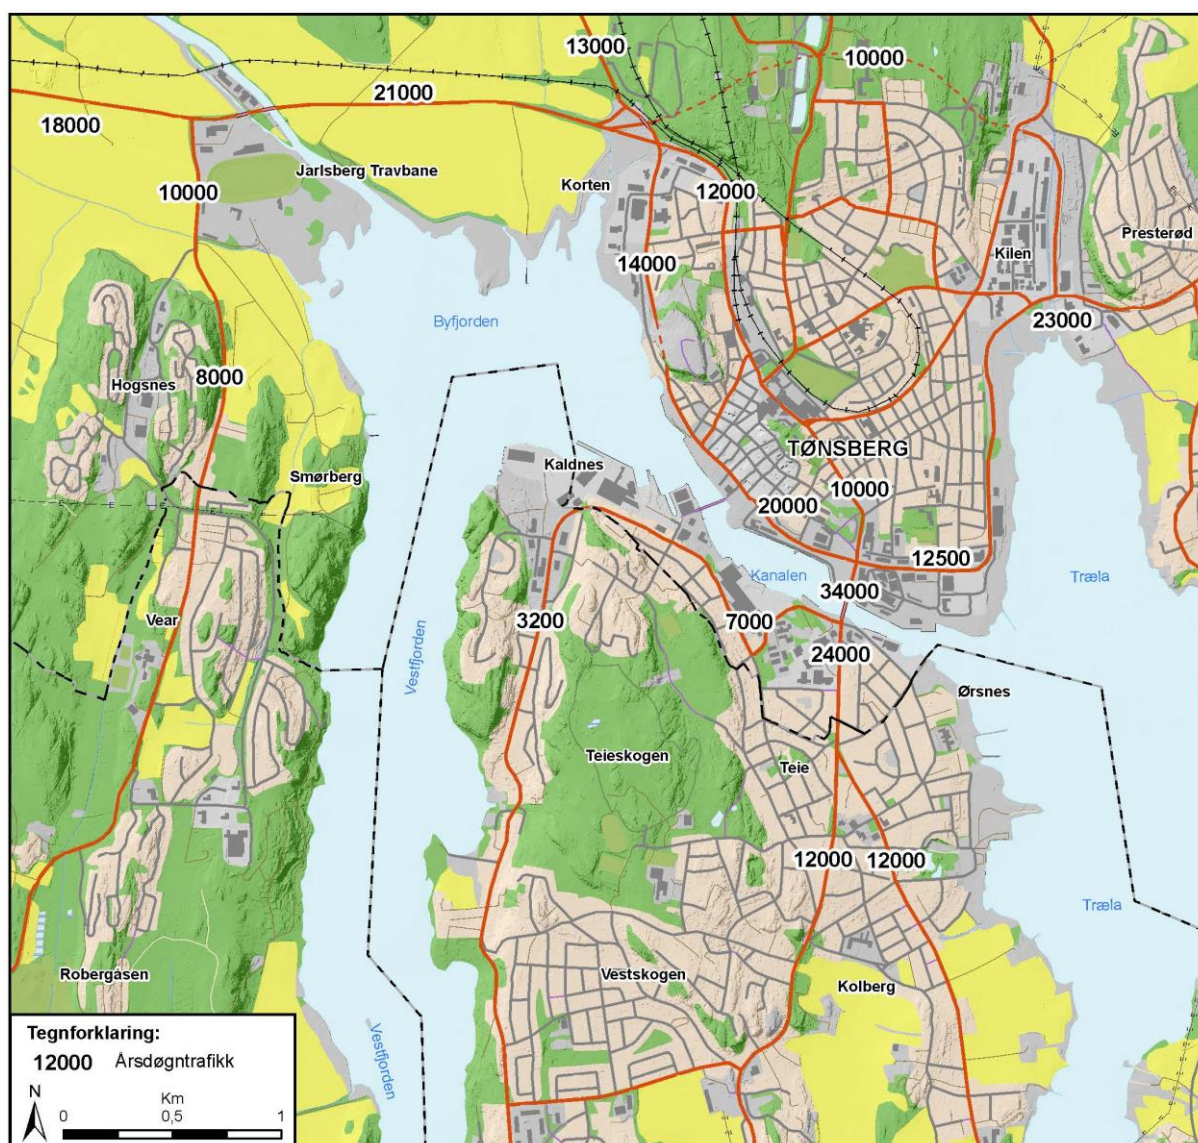 13000
10000
21000
18000
Jarlsberg Travbane
Korten
10000
12000
Presterød
Kilen
14000
Byfjorden
23000
8000
Hogsnes
TØNSBERG
Kaldnes
Smørberg
10000
20000
12500
Kanalen
Træla
34000
Vear
3200
7000
24000
Vestfjorden
Ørsnes
Teieskogen
Teie
12000
12000
Træla
Robergåsen
Vestskogen
Kolberg
Tegnforklaring:
12000 Årsdøgntrafikk
Vestfjorden
N
Km
0 0,5 1